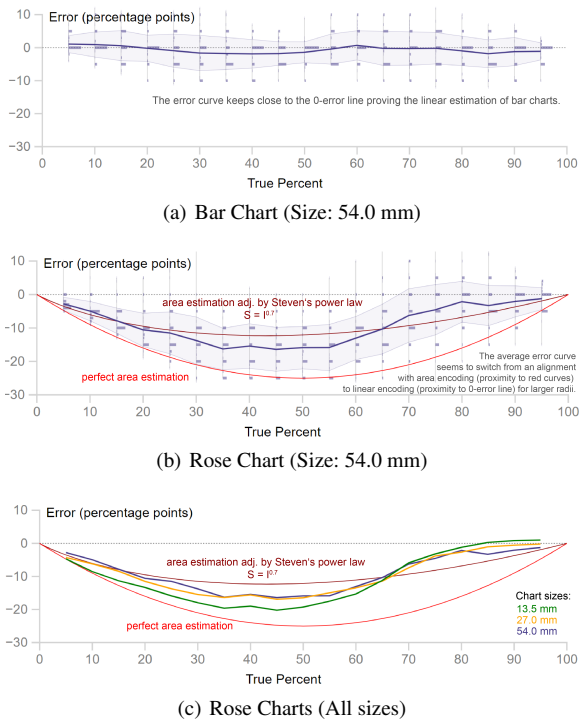 Error (percentage points)
10
0
−10
−20
−30
The error curve keeps close to the 0-error line proving the linear estimation of bar charts.
0 10 20 30 40 50 60 70 80 90 100
True Percent
(a) Bar Chart (Size: 54.0 mm)
Error (percentage points)
10
0
−10
−20
−30
area estimation adj. by Steven's power law
S = I^0.7
perfect area estimation
The average error curve
seems to switch from an alignment
with area encoding (proximity to red curves)
to linear encoding (proximity to 0-error line) for larger radii.
0 10 20 30 40 50 60 70 80 90 100
True Percent
(b) Rose Chart (Size: 54.0 mm)
Error (percentage points)
10
0
−10
−20
−30
area estimation adj. by Steven's power law
S = I^0.7
perfect area estimation
Chart sizes:
13.5 mm
27.0 mm
54.0 mm
0 10 20 30 40 50 60 70 80 90 100
True Percent
(c) Rose Charts (All sizes)